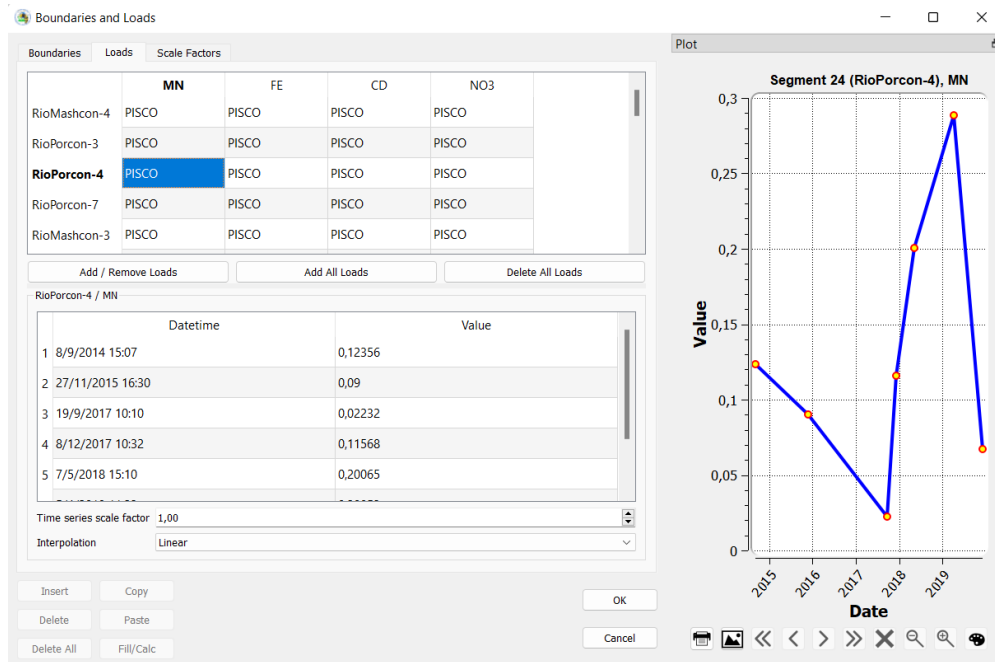 Boundaries and Loads
Boundaries Loads Scale Factors
MN FE CD NO3
RioMashcon-4 PISCO PISCO PISCO PISCO
RioPorcon-3 PISCO PISCO PISCO PISCO
RioPorcon-4 PISCO PISCO PISCO PISCO
RioPorcon-7 PISCO PISCO PISCO PISCO
RioMashcon-3 PISCO PISCO PISCO PISCO
Add / Remove Loads Add All Loads Delete All Loads
RioPorcon-4 / MN
Datetime Value
1 8/9/2014 15:07 0,12356
2 27/11/2015 16:30 0,09
3 19/9/2017 10:10 0,02232
4 8/12/2017 10:32 0,11568
5 7/5/2018 15:10 0,20065
Time series scale factor 1,00
Interpolation Linear
Insert Copy
Delete Paste
Delete All Fill/Calc
OK
Cancel
Plot
Segment 24 (RioPorcon-4), MN
0,3
0,25
0,2
0,15
0,1
0,05
0
Value
2015 2016 2017 2018 2019
Date